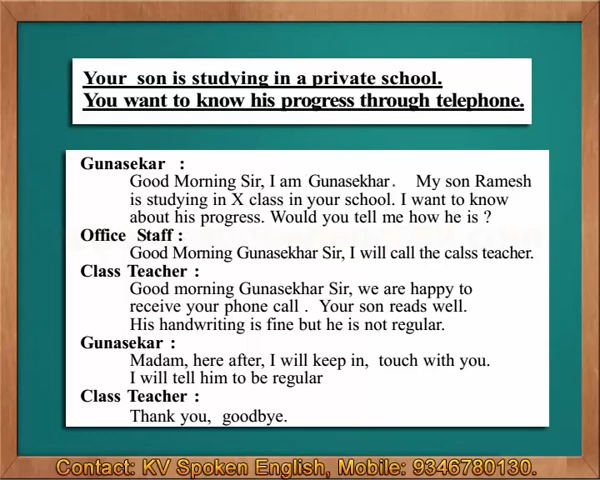 Your son is studying in a private school.
You want to know his progress through telephone.
Gunasekar :
Good Morning Sir, I am Gunasekhar. My son Ramesh
is studying in X class in your school. I want to know
about his progress. Would you tell me how he is ?
Office Staff :
Good Morning Gunasekhar Sir, I will call the calss teacher.
Class Teacher :
Good morning Gunasekhar Sir, we are happy to
receive your phone call . Your son reads well.
His handwriting is fine but he is not regular.
Gunasekar :
Madam, here after, I will keep in, touch with you.
I will tell him to be regular
Class Teacher :
Thank you, goodbye.
Contact: KV Spoken English, Mobile: 9346780130.